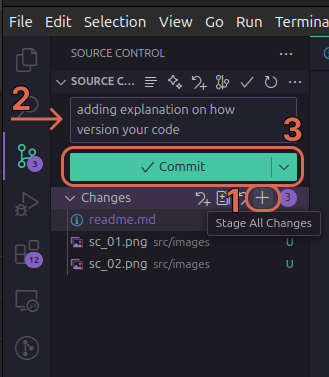 File Edit Selection View Go Run Termina
SOURCE CONTROL
SOURCE C...
2
adding explanation on how
version your code
3
Commit
3
Changes
1
3
readme.md
Stage All Changes
sc_01.png src/images U
sc_02.png src/images U
12